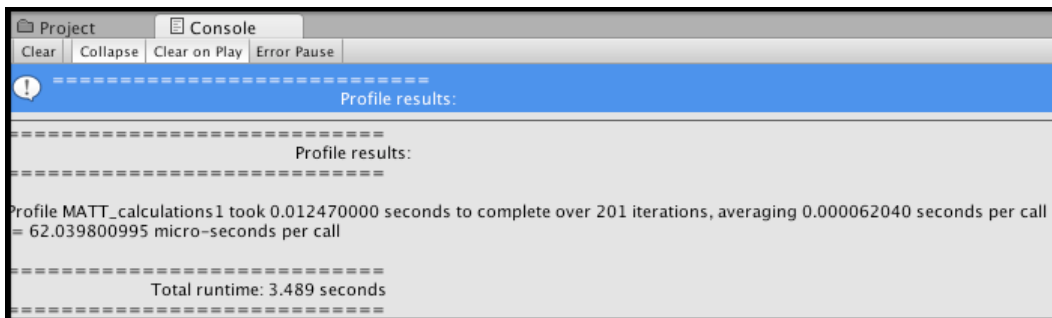 Project Console
Clear Collapse Clear on Play Error Pause
============================
Profile results:
============================
Profile results:
============================
Profile MATT_calculations1 took 0.012470000 seconds to complete over 201 iterations, averaging 0.000062040 seconds per call
= 62.039800995 micro-seconds per call
============================
Total runtime: 3.489 seconds
============================